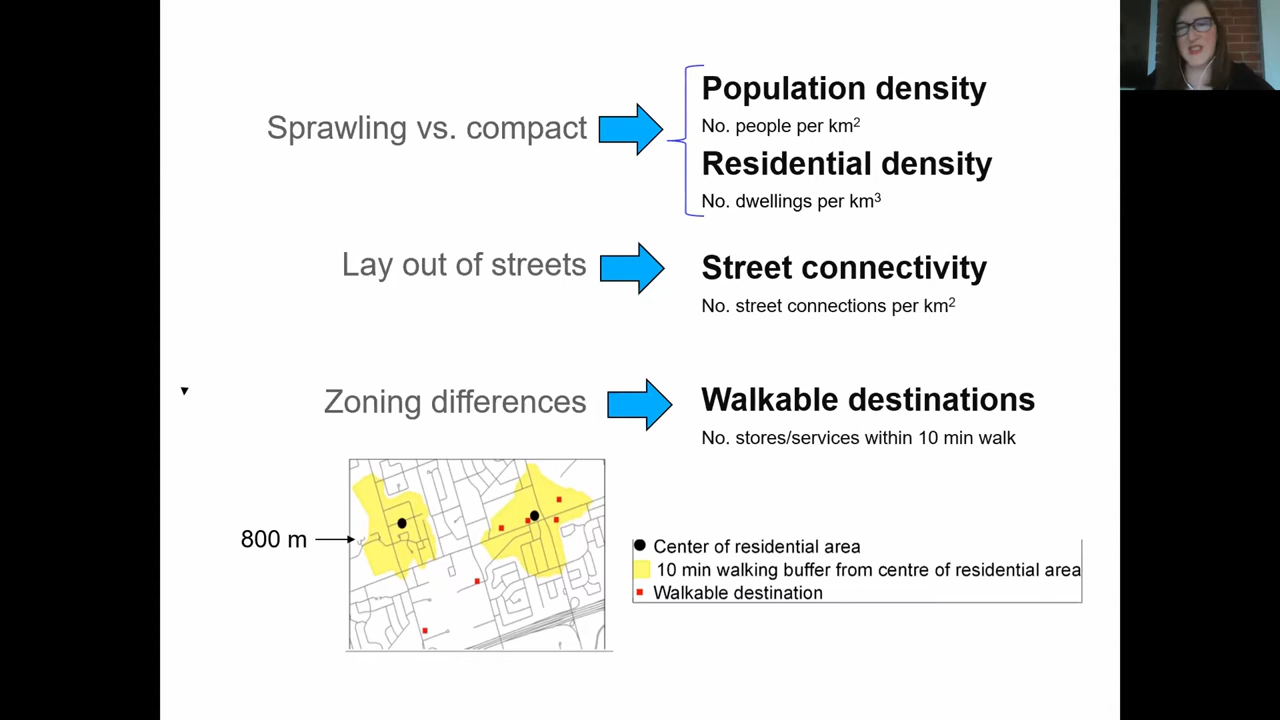 Sprawling vs. compact
Population density
No. people per km²
Residential density
No. dwellings per km³
Lay out of streets
Street connectivity
No. street connections per km²
Zoning differences
Walkable destinations
No. stores/services within 10 min walk
800 m
Center of residential area
10 min walking buffer from centre of residential area
Walkable destination